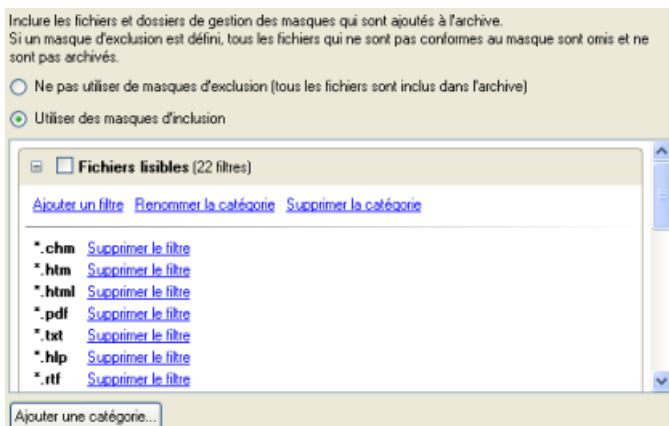 Inclure les fichiers et dossiers de gestion des masques qui sont ajoutés à l'archive.
Si un masque d'exclusion est défini, tous les fichiers qui ne sont pas conformes au masque sont omis et ne
sont pas archivés.
Ne pas utiliser de masques d'exclusion (tous les fichiers sont inclus dans l'archive)
Utiliser des masques d'inclusion
Fichiers lisibles (22 filtres)
Ajouter un filtre Renommer la catégorie Supprimer la catégorie
*.chm Supprimer le filtre
*.htm Supprimer le filtre
*.html Supprimer le filtre
*.pdf Supprimer le filtre
*.txt Supprimer le filtre
*.hlp Supprimer le filtre
*.rtf Supprimer le filtre
Ajouter une catégorie...